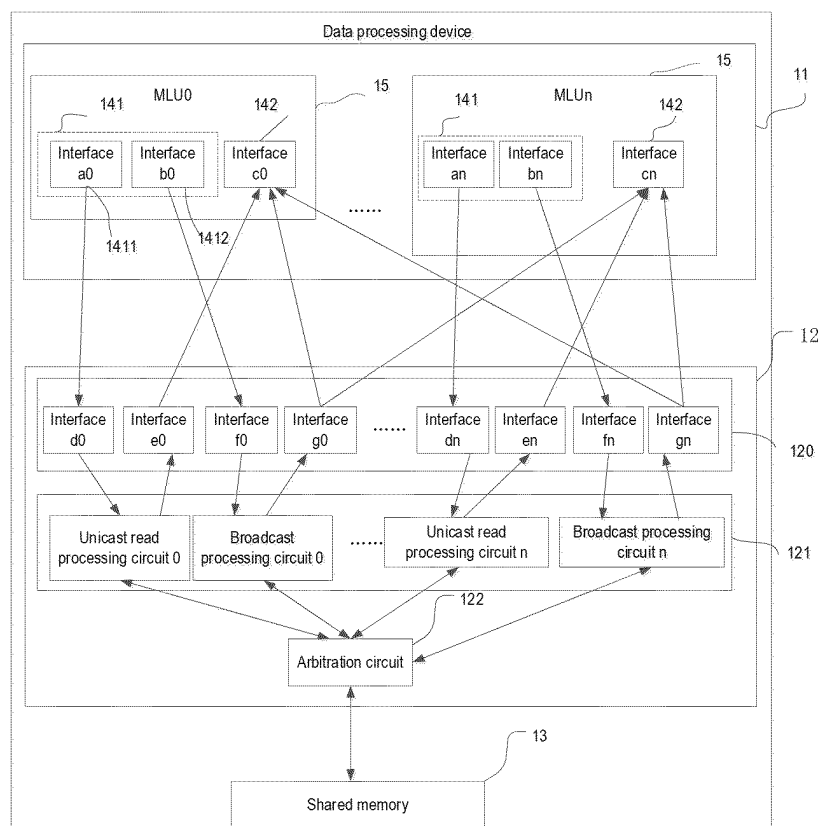 Data processing device
15
15
11
MLU0
MLUn
141
142
141
142
Interface
a0
Interface
b0
Interface
c0
Interface
an
Interface
bn
Interface
cn
......
1411
1412
12
Interface
d0
Interface
e0
Interface
f0
Interface
g0
......
Interface
dn
Interface
en
Interface
fn
Interface
gn
120
Unicast read
processing circuit 0
Broadcast
processing circuit 0
......
Unicast read
processing circuit n
Broadcast processing
circuit n
121
122
Arbitration circuit
13
Shared memory